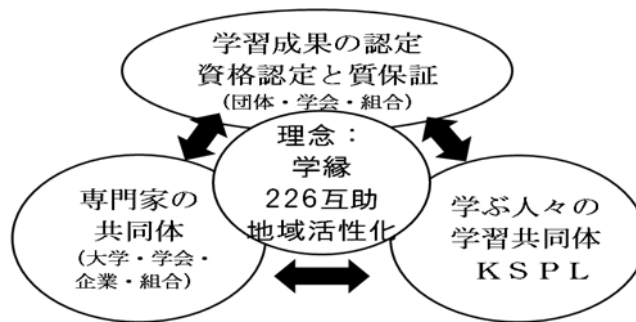 学習成果の認定
資格認定と質保証
(団体・学会・組合)
理念：
学縁
226互助
地域活性化
専門家の
共同体
(大学・学会・
企業・組合)
学ぶ人々の
学習共同体
ＫＳＰＬ